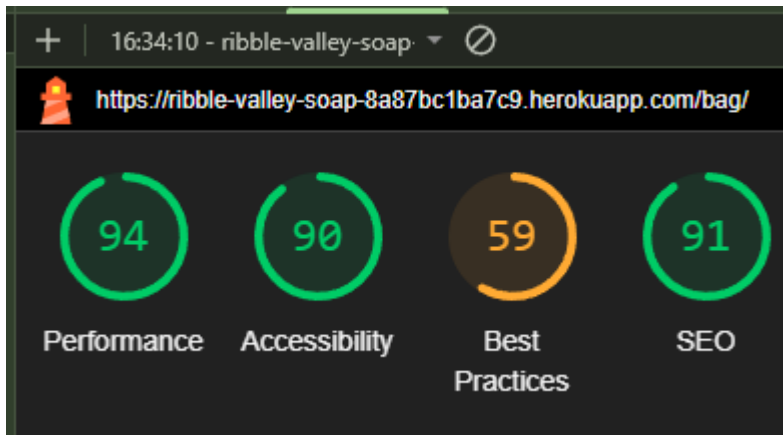 16:34:10 - ribble-valley-soap-
https://ribble-valley-soap-8a87bc1ba7c9.herokuapp.com/bag/
94 90 59 91
Performance Accessibility Best Practices SEO